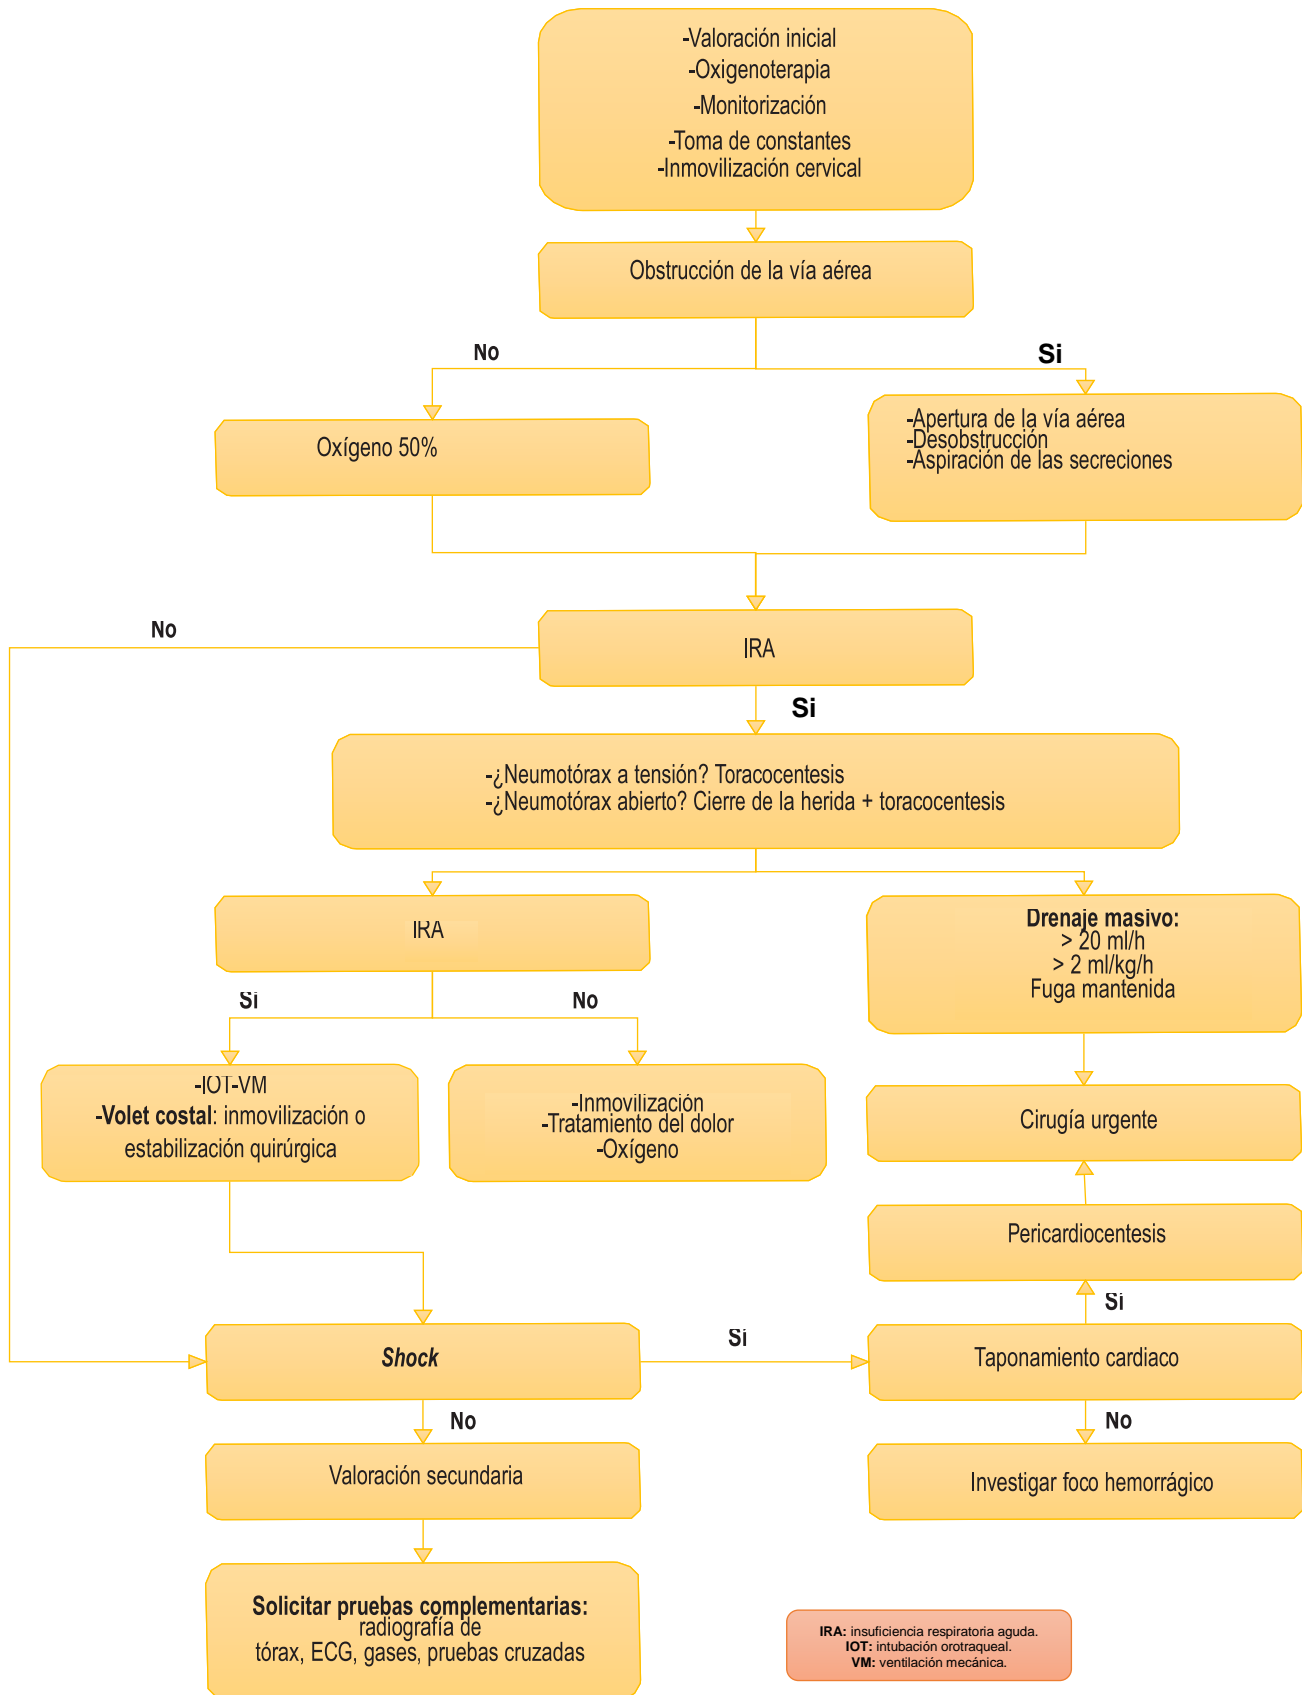 -Valoración inicial
-Oxigenoterapia
-Monitorización
-Toma de constantes
-Inmovilización cervical
Obstrucción de la vía aérea
No
Si
Oxígeno 50%
-Apertura de la vía aérea
-Desobstrucción
-Aspiración de las secreciones
No
IRA
Si
-¿Neumotórax a tensión? Toracocentesis
-¿Neumotórax abierto? Cierre de la herida + toracocentesis
IRA
Drenaje masivo:
> 20 ml/h
> 2 ml/kg/h
Fuga mantenida
Si
No
-IOT-VM
-Volet costal: inmovilización o
estabilización quirúrgica
-Inmovilización
-Tratamiento del dolor
-Oxígeno
Cirugía urgente
Pericardiocentesis
Si
Shock
Si
Taponamiento cardiaco
No
No
Valoración secundaria
Investigar foco hemorrágico
Solicitar pruebas complementarias:
radiografía de
tórax, ECG, gases, pruebas cruzadas
IRA: insuficiencia respiratoria aguda.
IOT: intubación orotraqueal.
VM: ventilación mecánica.